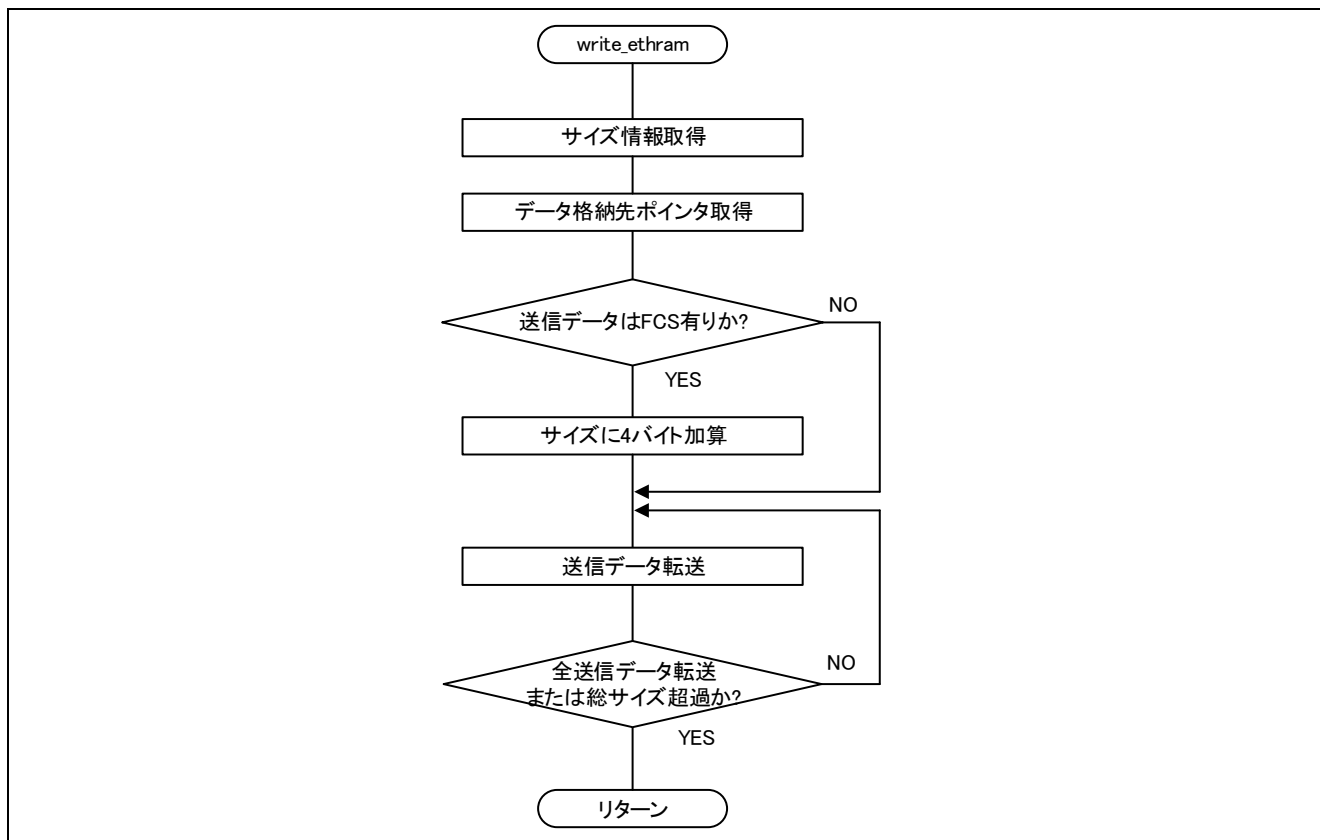 write_ethram
サイズ情報取得
データ格納先ポインタ取得
送信データはFCS有りか?
NO
YES
サイズに4バイト加算
送信データ転送
全送信データ転送
または総サイズ超過か?
NO
YES
リターン